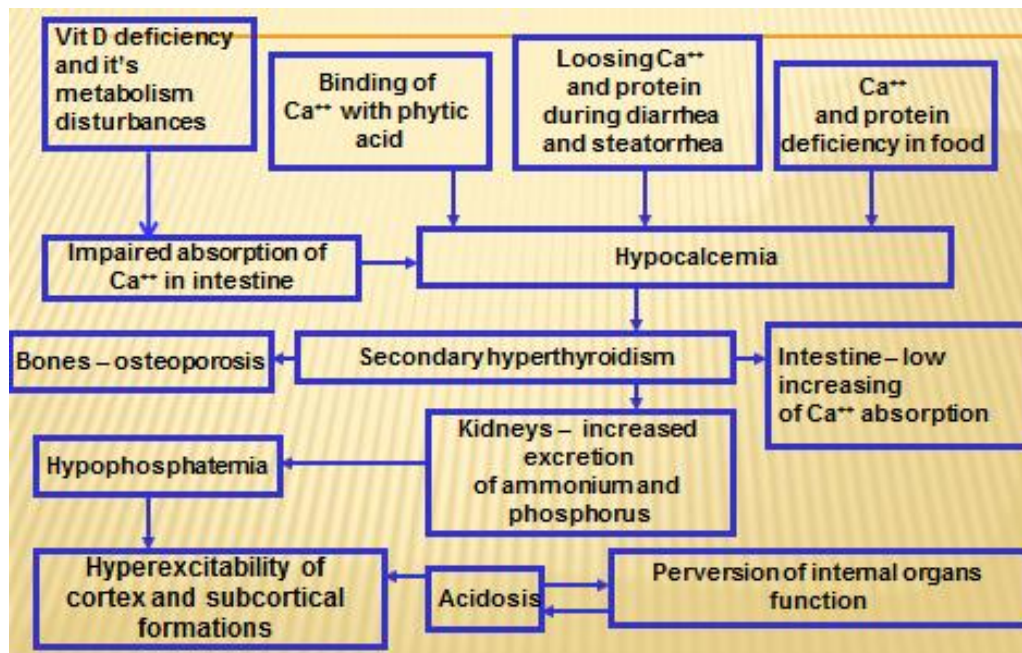 Vit D deficiency
and it's
metabolism
disturbances
Binding of
Ca⁺⁺ with phytic
acid
Loosing Ca⁺⁺
and protein
during diarrhea
and steatorrhea
Ca⁺⁺
and protein
deficiency in food
Impaired absorption of
Ca⁺⁺ in intestine
Hypocalcemia
Bones – osteoporosis
Secondary hyperthyroidism
Intestine – low
increasing
of Ca⁺⁺ absorption
Kidneys – increased
excretion
of ammonium and
phosphorus
Hypophosphatemia
Hyperexcitability of
cortex and subcortical
formations
Acidosis
Perversion of internal organs
function